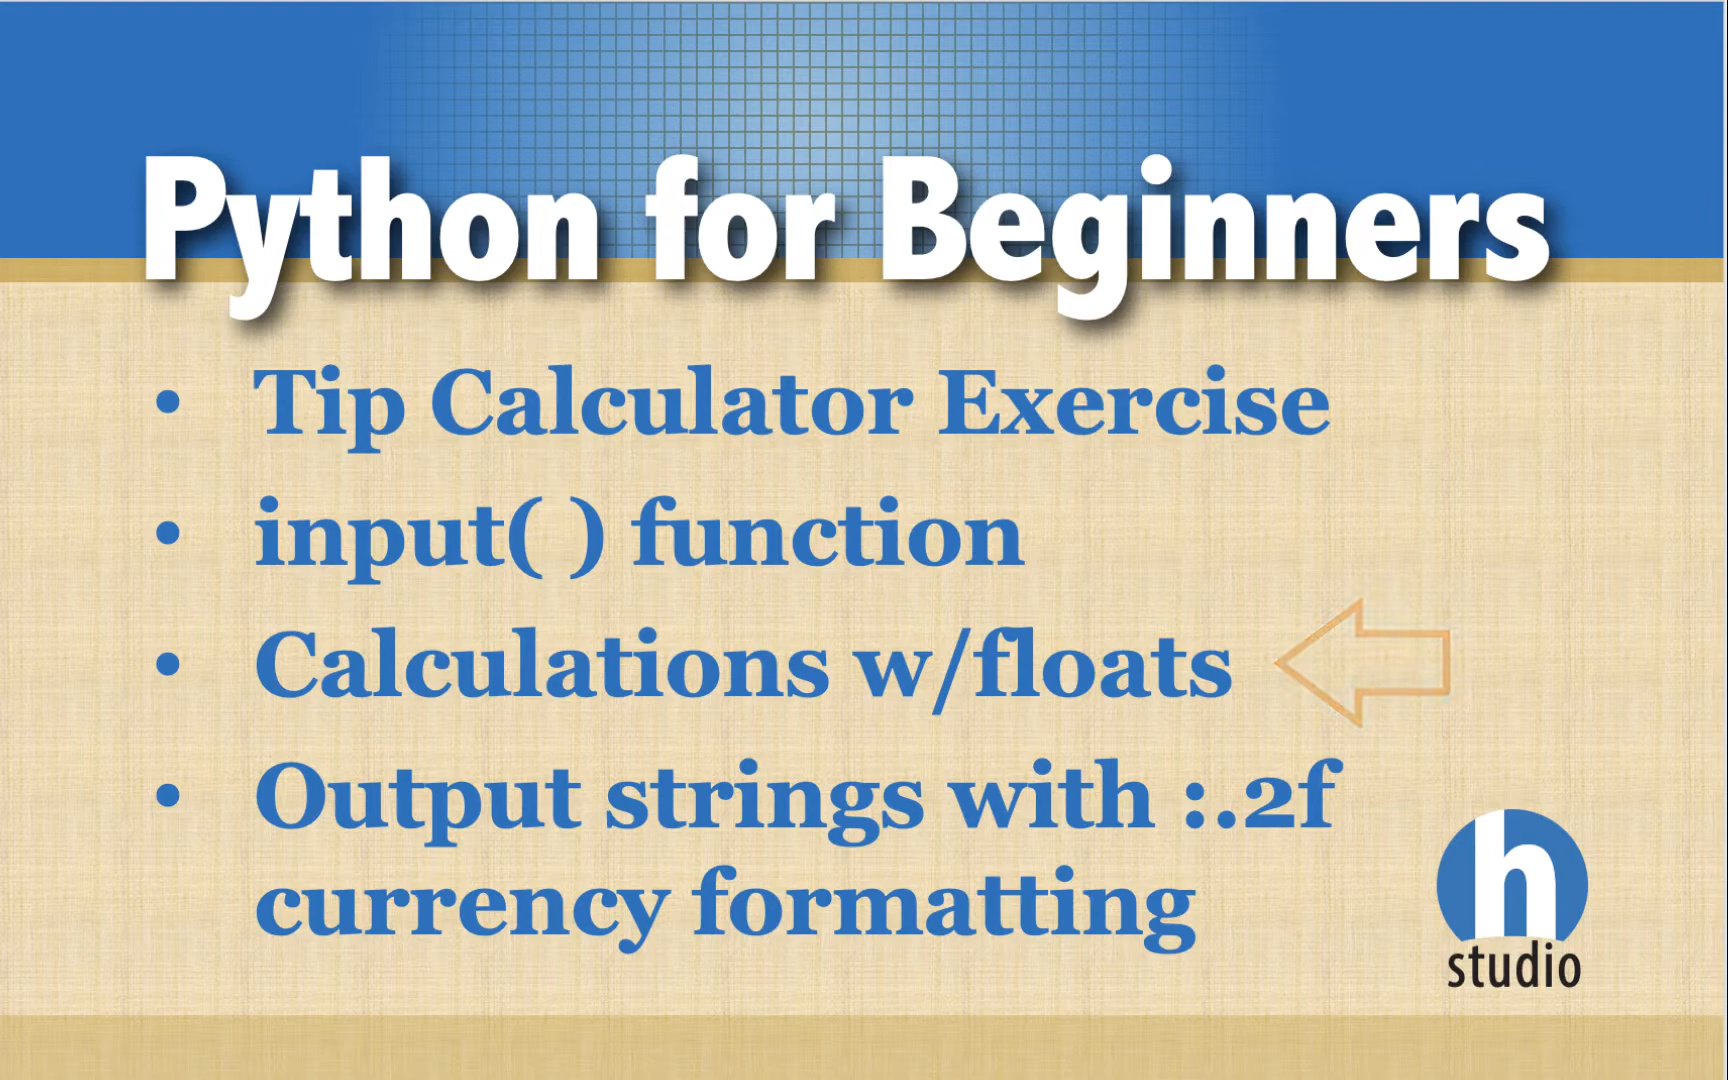 Python for Beginners
• Tip Calculator Exercise
• input( ) function
• Calculations w/floats
• Output strings with :.2f
currency formatting
h
studio